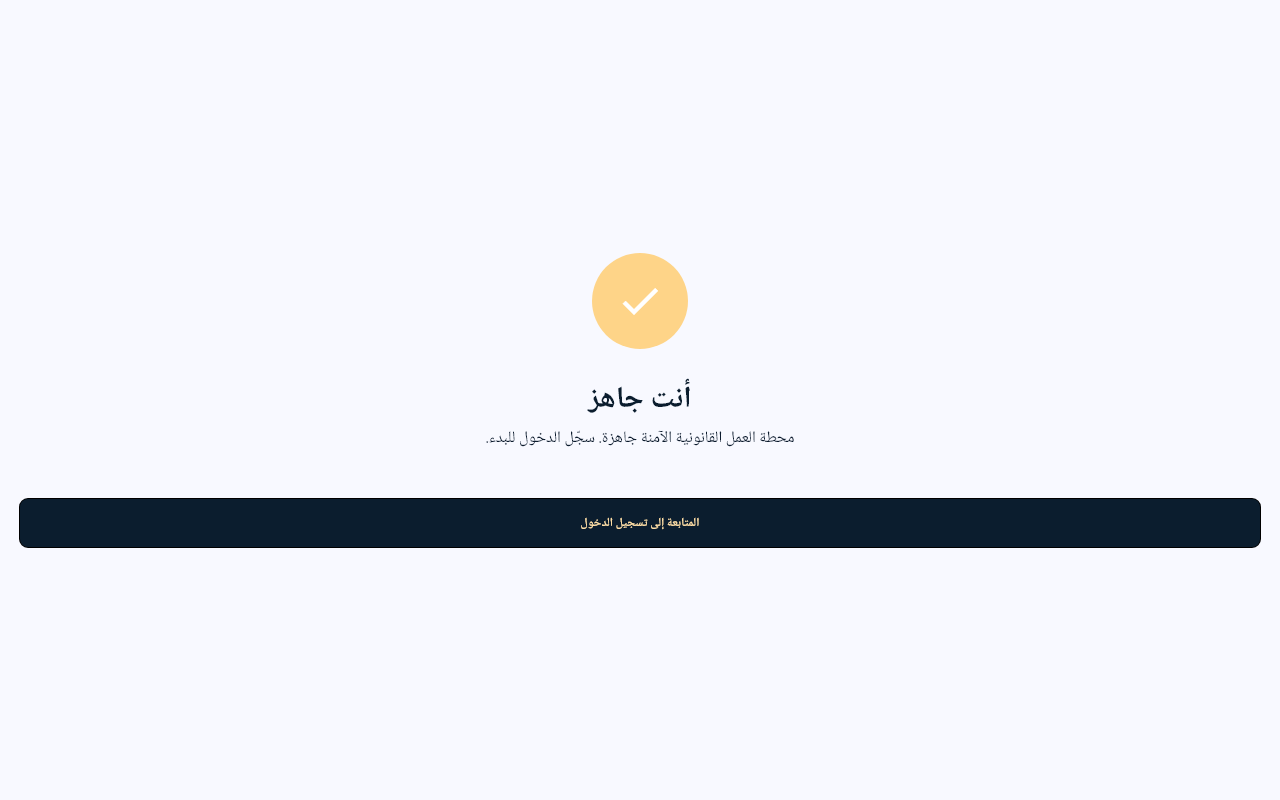 أنت جاهز
محطة العمل القانونية الآمنة جاهزة. سجّل الدخول للبدء.
المتابعة إلى تسجيل الدخول